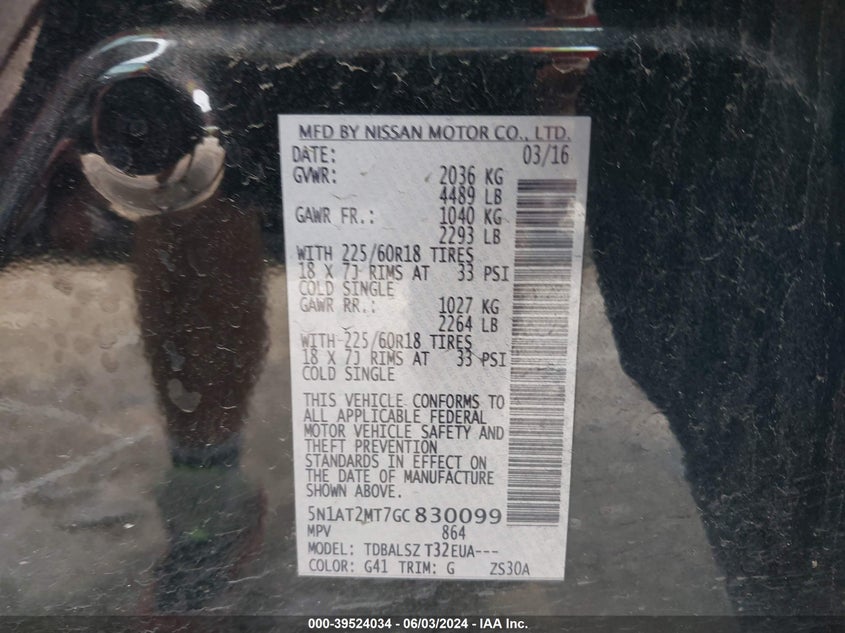 MFD BY NISSAN MOTOR CO., LTD.
DATE: 03/16
GVWR: 2036 KG
4489 LB
GAWR FR.: 1040 KG
2293 LB
WITH 225/60R18 TIRES
18 X 7J RIMS AT 33 PSI
COLD SINGLE
GAWR RR.: 1027 KG
2264 LB
WITH 225/60R18 TIRES
18 X 7J RIMS AT 33 PSI
COLD SINGLE
THIS VEHICLE CONFORMS TO
ALL APPLICABLE FEDERAL
MOTOR VEHICLE SAFETY AND
THEFT PREVENTION
STANDARDS IN EFFECT ON
THE DATE OF MANUFACTURE
SHOWN ABOVE.
5N1AT2MT7GC830099
MPV 864
MODEL: TDBALSZ T32EUA---
COLOR: G41 TRIM: G ZS30A
000-39524034 - 06/03/2024 - IAA Inc.